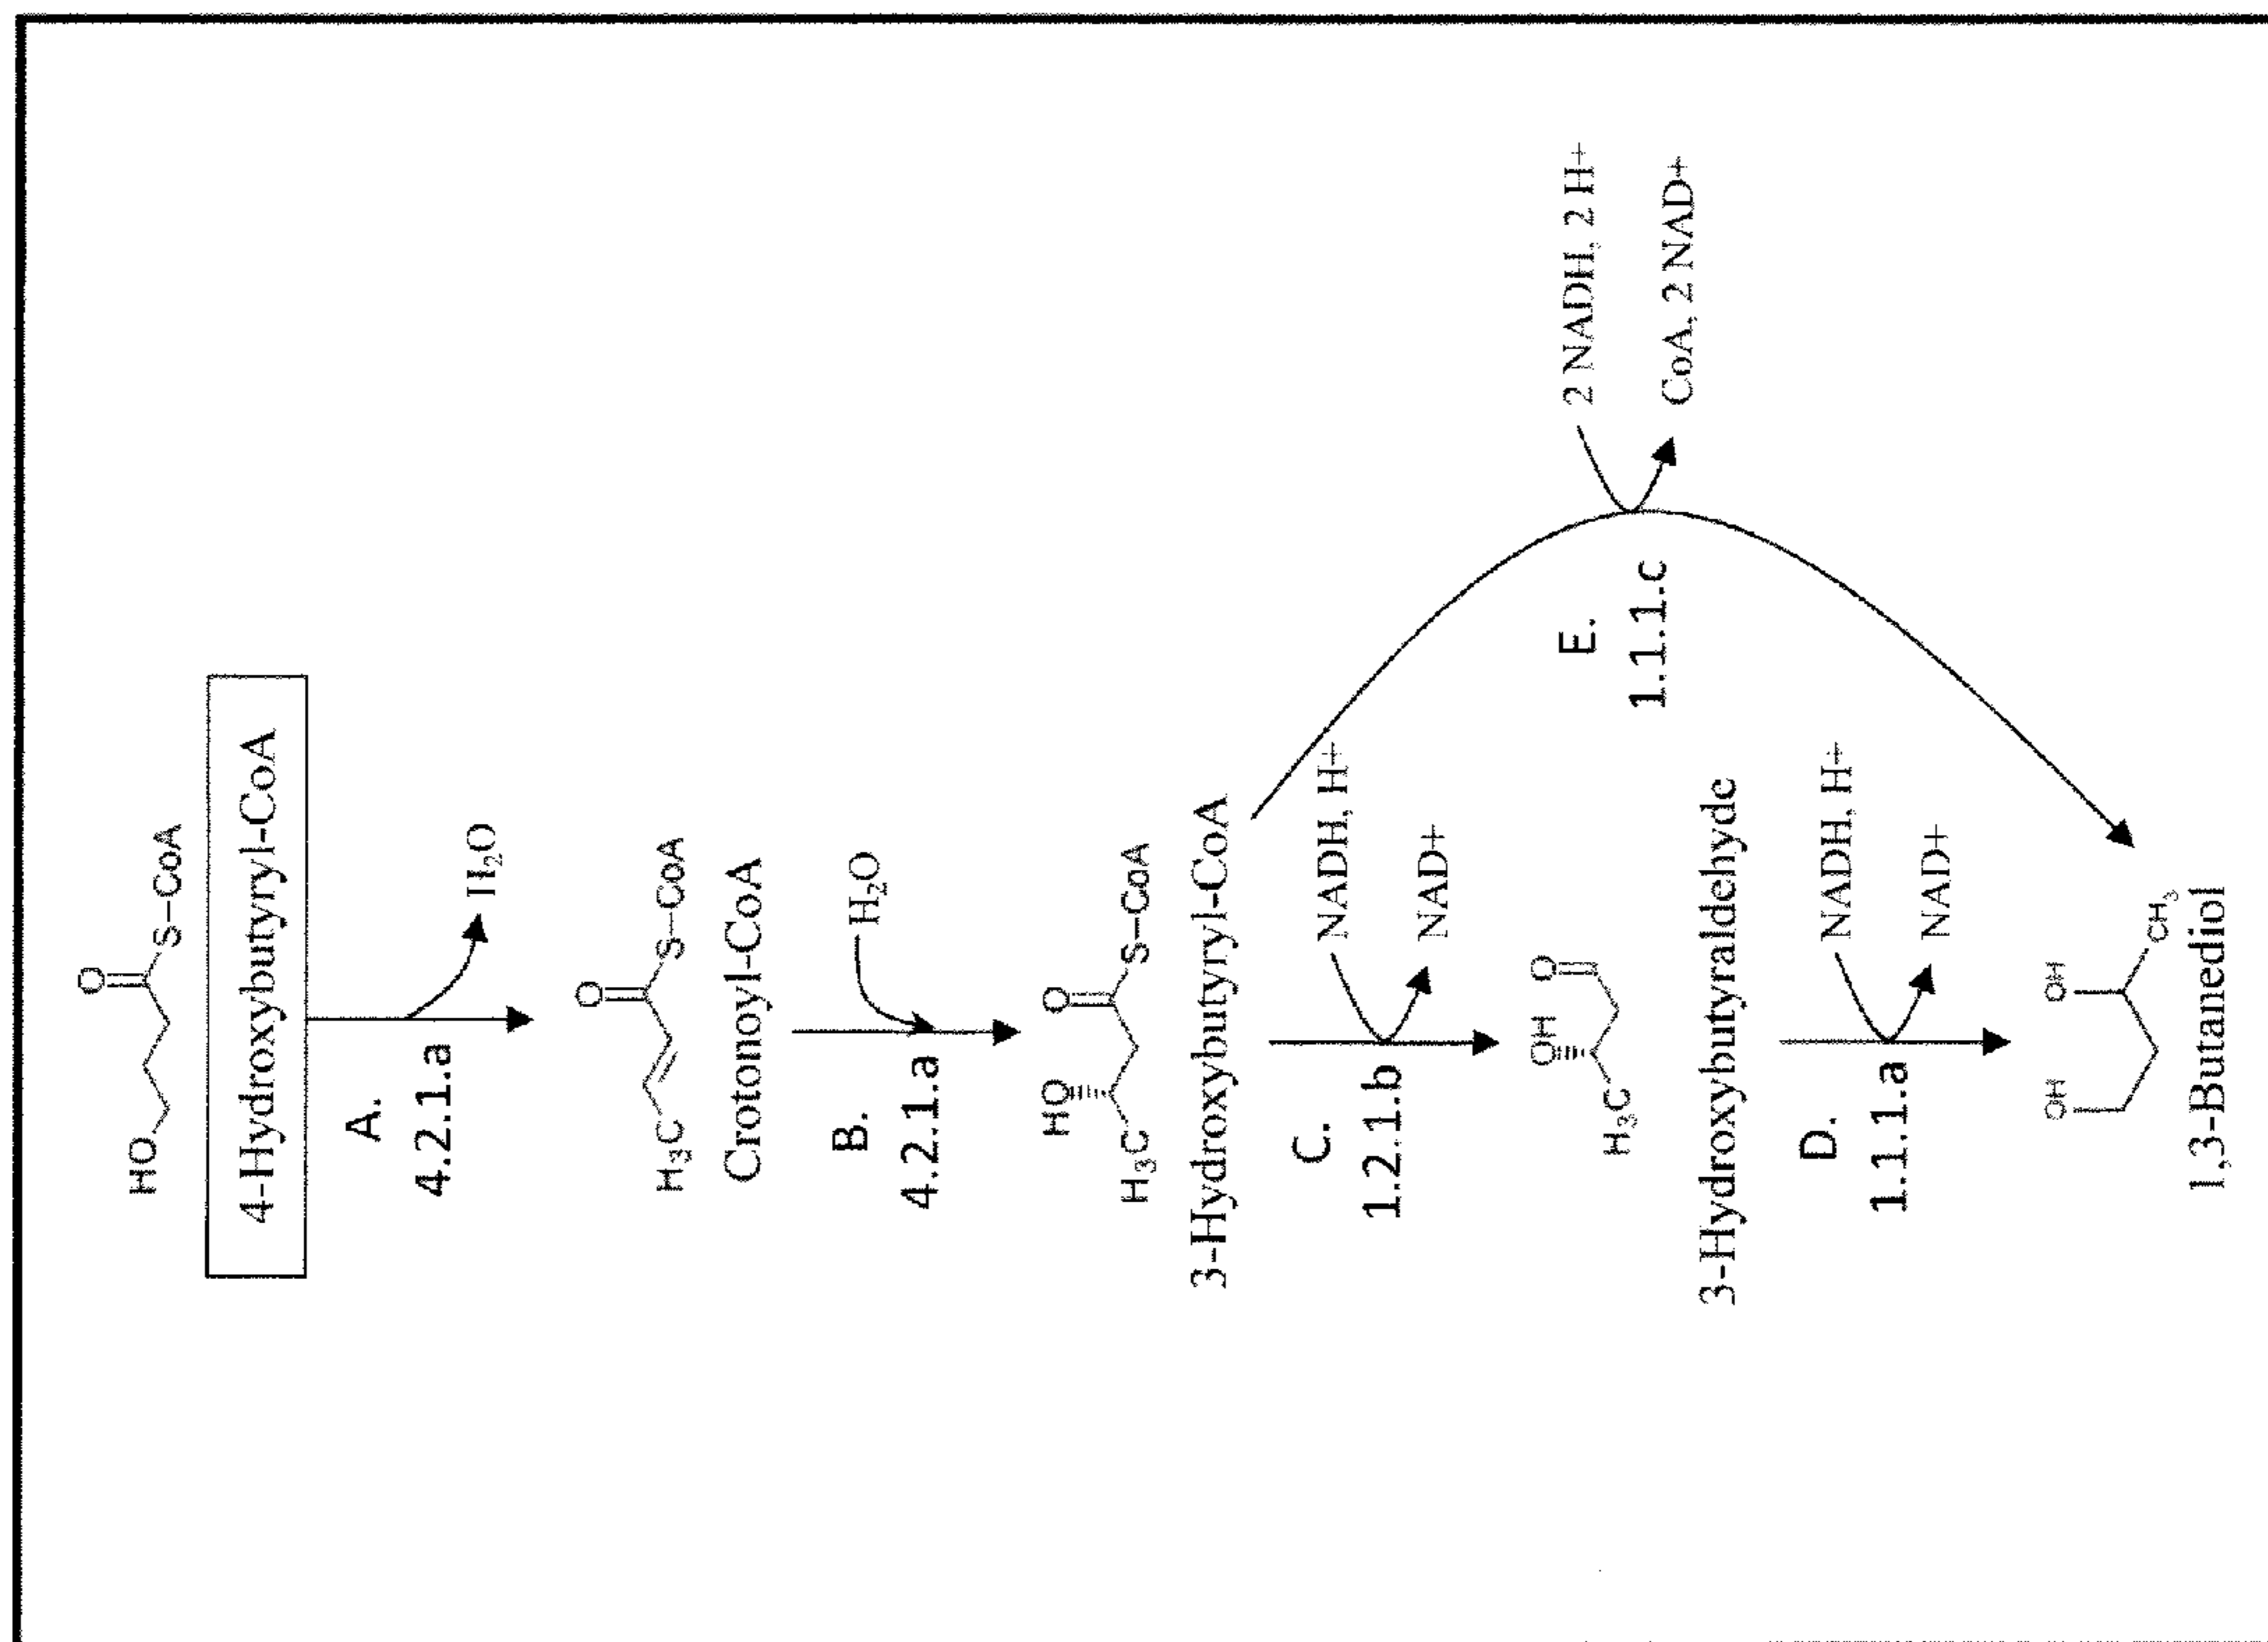 O
HO
S–CoA
4-Hydroxybutyryl-CoA
A.
4.2.1.a
H₂O
O
H₃C
S–CoA
Crotonoyl-CoA
B.
4.2.1.a
H₂O
HO
O
H₃C
S–CoA
3-Hydroxybutyryl-CoA
C.
1.2.1.b
NADH, H+
NAD+
OH
O
H₃C
3-Hydroxybutyraldehyde
D.
1.1.1.a
NADH, H+
NAD+
E.
1.1.1.c
2 NADH, 2 H+
CoA, 2 NAD+
OH
OH
CH₃
1,3-Butanediol